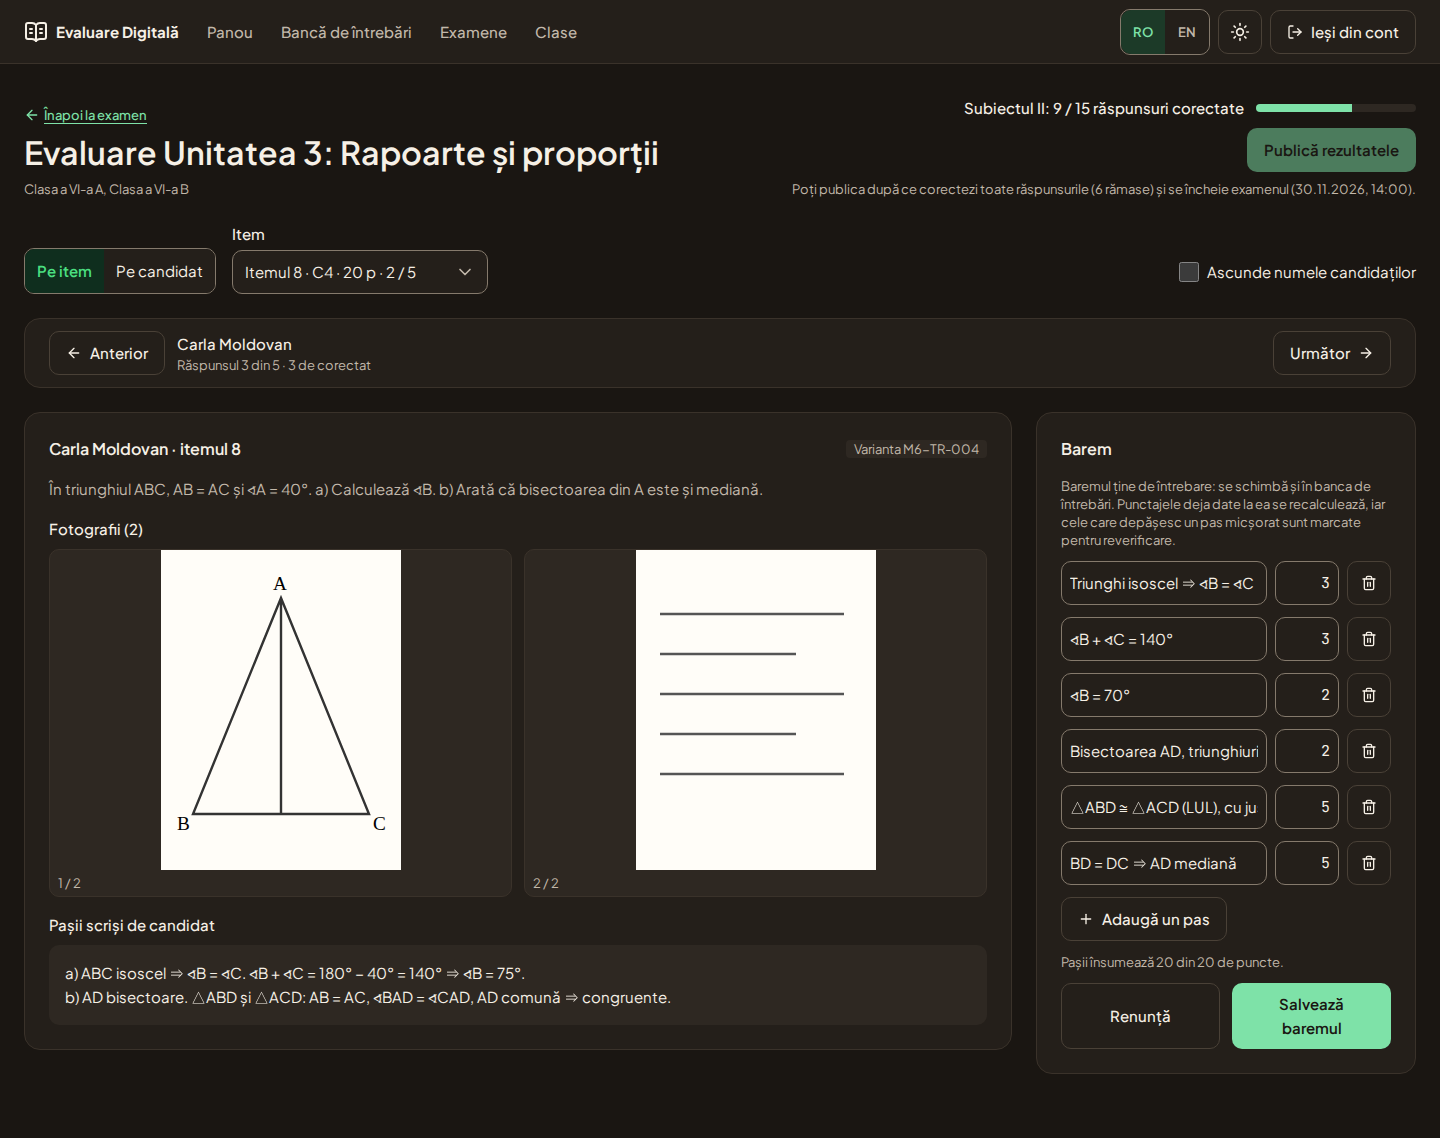 Evaluare Digitală
Panou
Bancă de întrebări
Examene
Clase
RO
EN
Ieși din cont
Înapoi la examen
Subiectul II: 9 / 15 răspunsuri corectate
Evaluare Unitatea 3: Rapoarte și proporții
Publică rezultatele
Clasa a VI-a A, Clasa a VI-a B
Poți publica după ce corectezi toate răspunsurile (6 rămase) și se încheie examenul (30.11.2026, 14:00).
Item
Pe item
Pe candidat
Itemul 8 · C4 · 20 p · 2 / 5
Ascunde numele candidaților
Anterior
Carla Moldovan
Răspunsul 3 din 5 · 3 de corectat
Următor
Carla Moldovan · itemul 8
Varianta M6-TR-004
În triunghiul ABC, AB = AC și ∢A = 40°. a) Calculează ∢B. b) Arată că bisectoarea din A este și mediană.
Fotografii (2)
A
B
C
1 / 2
2 / 2
Pașii scriși de candidat
a) ABC isoscel ⇒ ∢B = ∢C. ∢B + ∢C = 180° − 40° = 140° ⇒ ∢B = 75°.
b) AD bisectoare. △ABD și △ACD: AB = AC, ∢BAD = ∢CAD, AD comună ⇒ congruente.
Barem
Baremul ține de întrebare: se schimbă și în banca de
întrebări. Punctajele deja date la ea se recalculează, iar
cele care depășesc un pas micșorat sunt marcate
pentru reverificare.
Triunghi isoscel ⇒ ∢B = ∢C
3
∢B + ∢C = 140°
3
∢B = 70°
2
Bisectoarea AD, triunghiuri
2
△ABD ≅ △ACD (LUL), cu ju
5
BD = DC ⇒ AD mediană
5
Adaugă un pas
Pașii însumează 20 din 20 de puncte.
Renunță
Salvează
baremul